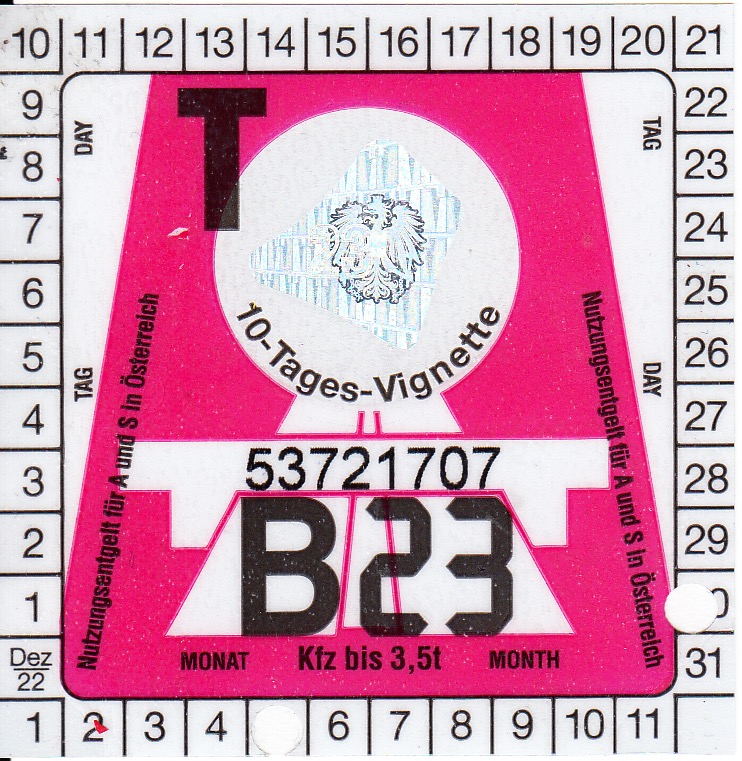 10 11 12 13 14 15 16 17 18 19 20 21
9 22
8 23
7 24
6 25
5 26
4 27
3 28
2 29
1 0
Dez 22 31
1 2 3 4 6 7 8 9 10 11
DAY
TAG
TAG
DAY
T
10-Tages-Vignette
Nutzungsentgelt für A und S in Österreich
Nutzungsentgelt für A und S in Österreich
53721707
B23
MONAT Kfz bis 3,5t MONTH